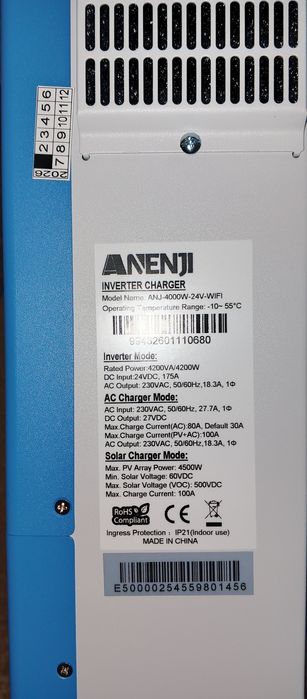 2 3 4 5 6
7 8 9 10 11 12
2026
ANENJI
INVERTER CHARGER
Model Name: ANJ-4000W-24V-WIFI
Operating Temperature Range: -10~ 55°C
99432601110680
Inverter Mode:
Rated Power:4200VA/4200W
DC Input:24VDC, 175A
AC Output: 230VAC, 50/60Hz,18.3A, 1Φ
AC Charger Mode:
AC Input: 230VAC, 50/60Hz, 27.7A, 1Φ
DC Output: 27VDC
Max.Charge Current(AC):80A, Default 30A
Max.Charge Current(PV+AC):100A
AC Output: 230VAC, 50/60Hz,18.3A, 1Φ
Solar Charger Mode:
Max. PV Array Power: 4500W
Min. Solar Voltage: 60VDC
Max. Solar Voltage (VOC): 500VDC
Max. Charge Current: 100A
RoHS
Compliant
CE
Ingress Protection : IP21(Indoor use)
MADE IN CHINA
E50000254559801456